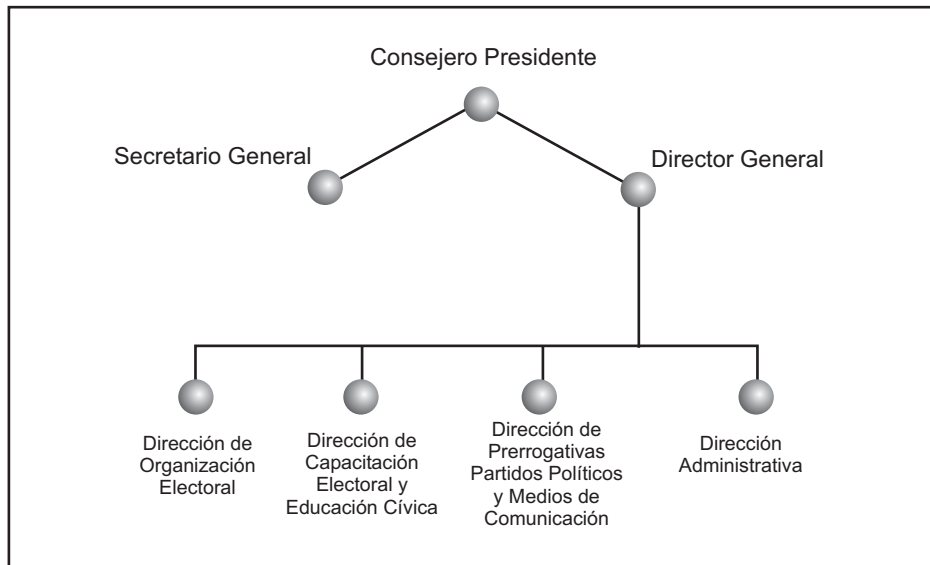 Consejero Presidente
Secretario General
Director General
Dirección de
Organización
Electoral
Dirección de
Capacitación
Electoral y
Educación Cívica
Dirección de
Prerrogativas
Partidos Políticos
y Medios de
Comunicación
Dirección
Administrativa